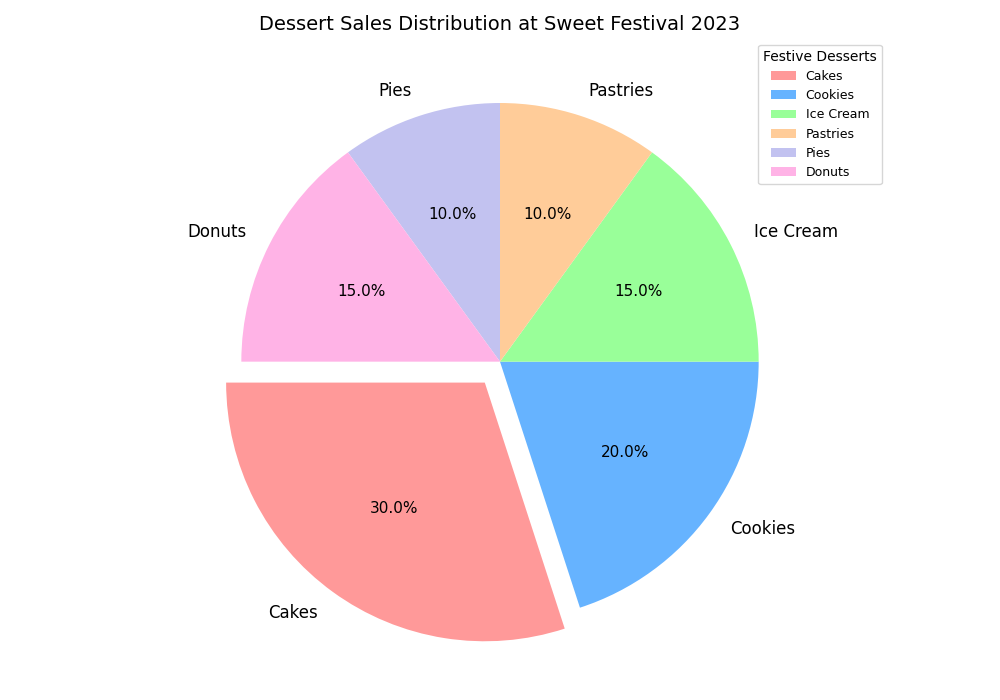 Dessert Sales Distribution at Sweet Festival 2023
Festive Desserts
Cakes
Cookies
Ice Cream
Pastries
Pies
Donuts
Pies
Pastries
10.0%
10.0%
Donuts
Ice Cream
15.0%
15.0%
20.0%
30.0%
Cookies
Cakes